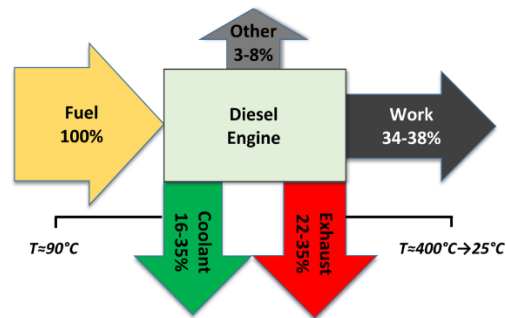 Other
3-8%
Fuel
100%
Diesel
Engine
Work
34-38%
Coolant
16-35%
Exhaust
22-35%
T≈90°C
T≈400°C→25°C